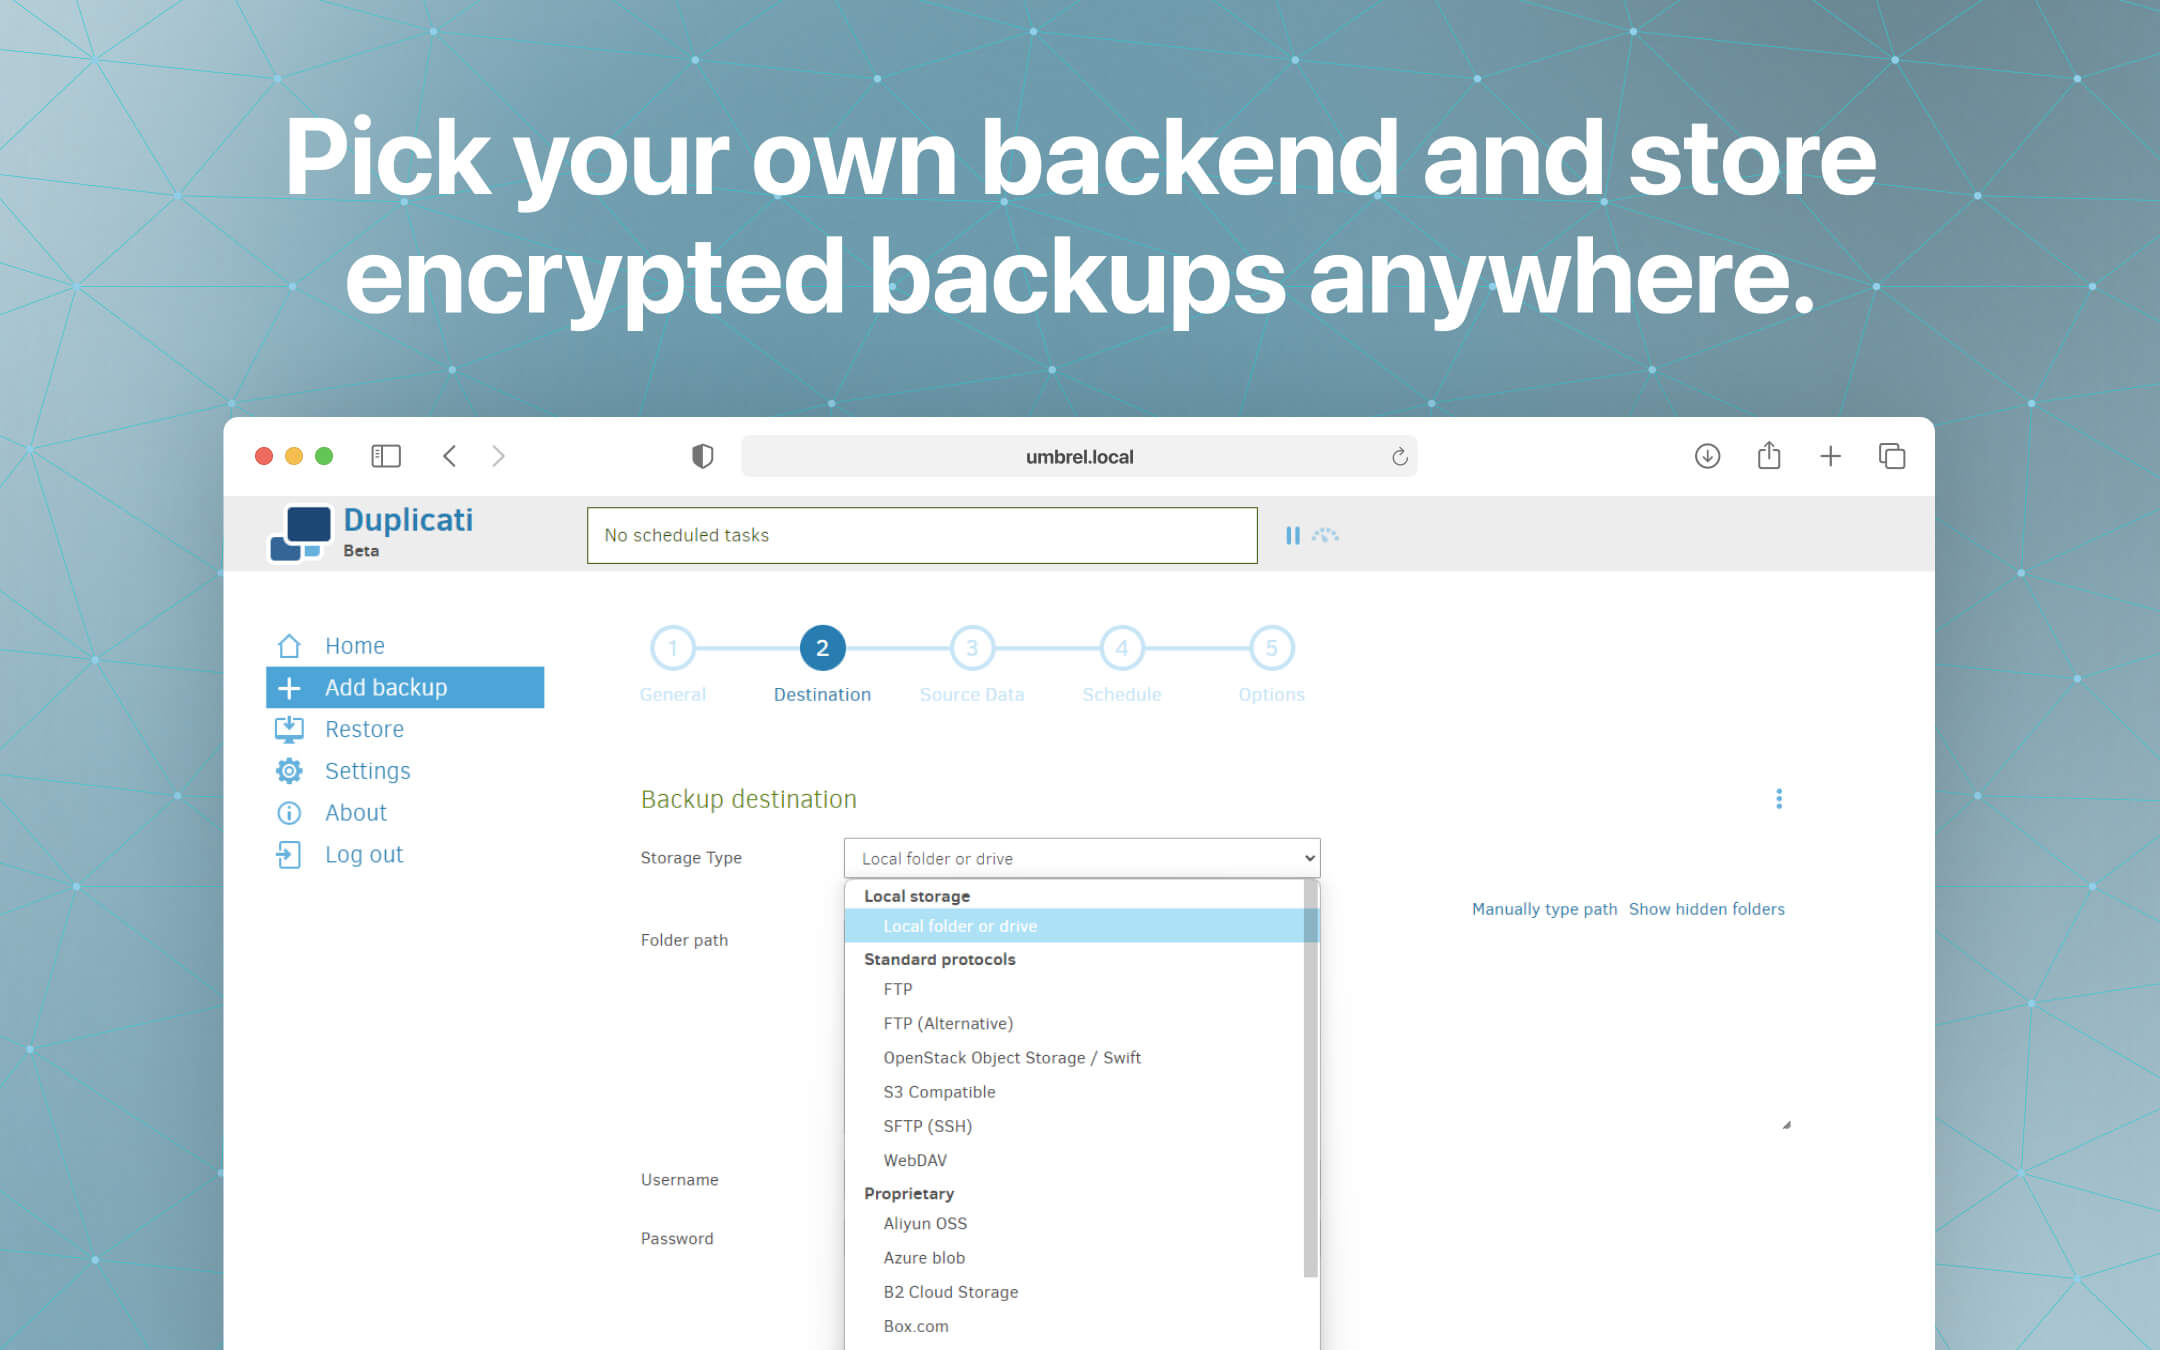 Pick your own backend and store
encrypted backups anywhere.
umbrel.local
Duplicati
Beta
No scheduled tasks
Home
Add backup
Restore
Settings
About
Log out
1
2
3
4
5
General
Destination
Source Data
Schedule
Options
Backup destination
Storage Type
Local folder or drive
Local storage
Local folder or drive
Manually type path
Show hidden folders
Folder path
Standard protocols
FTP
FTP (Alternative)
OpenStack Object Storage / Swift
S3 Compatible
SFTP (SSH)
WebDAV
Username
Proprietary
Aliyun OSS
Password
Azure blob
B2 Cloud Storage
Box.com